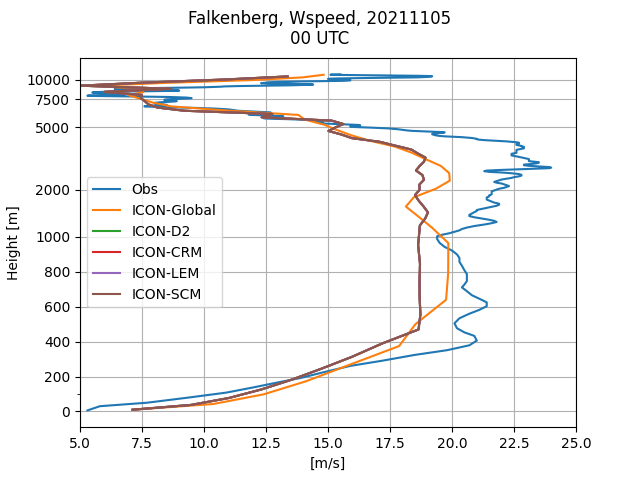 Falkenberg, Wspeed, 20211105
00 UTC
10000
7500
5000
2000
1000
800
600
400
200
0
Height [m]
Obs
ICON-Global
ICON-D2
ICON-CRM
ICON-LEM
ICON-SCM
5.0 7.5 10.0 12.5 15.0 17.5 20.0 22.5 25.0
[m/s]